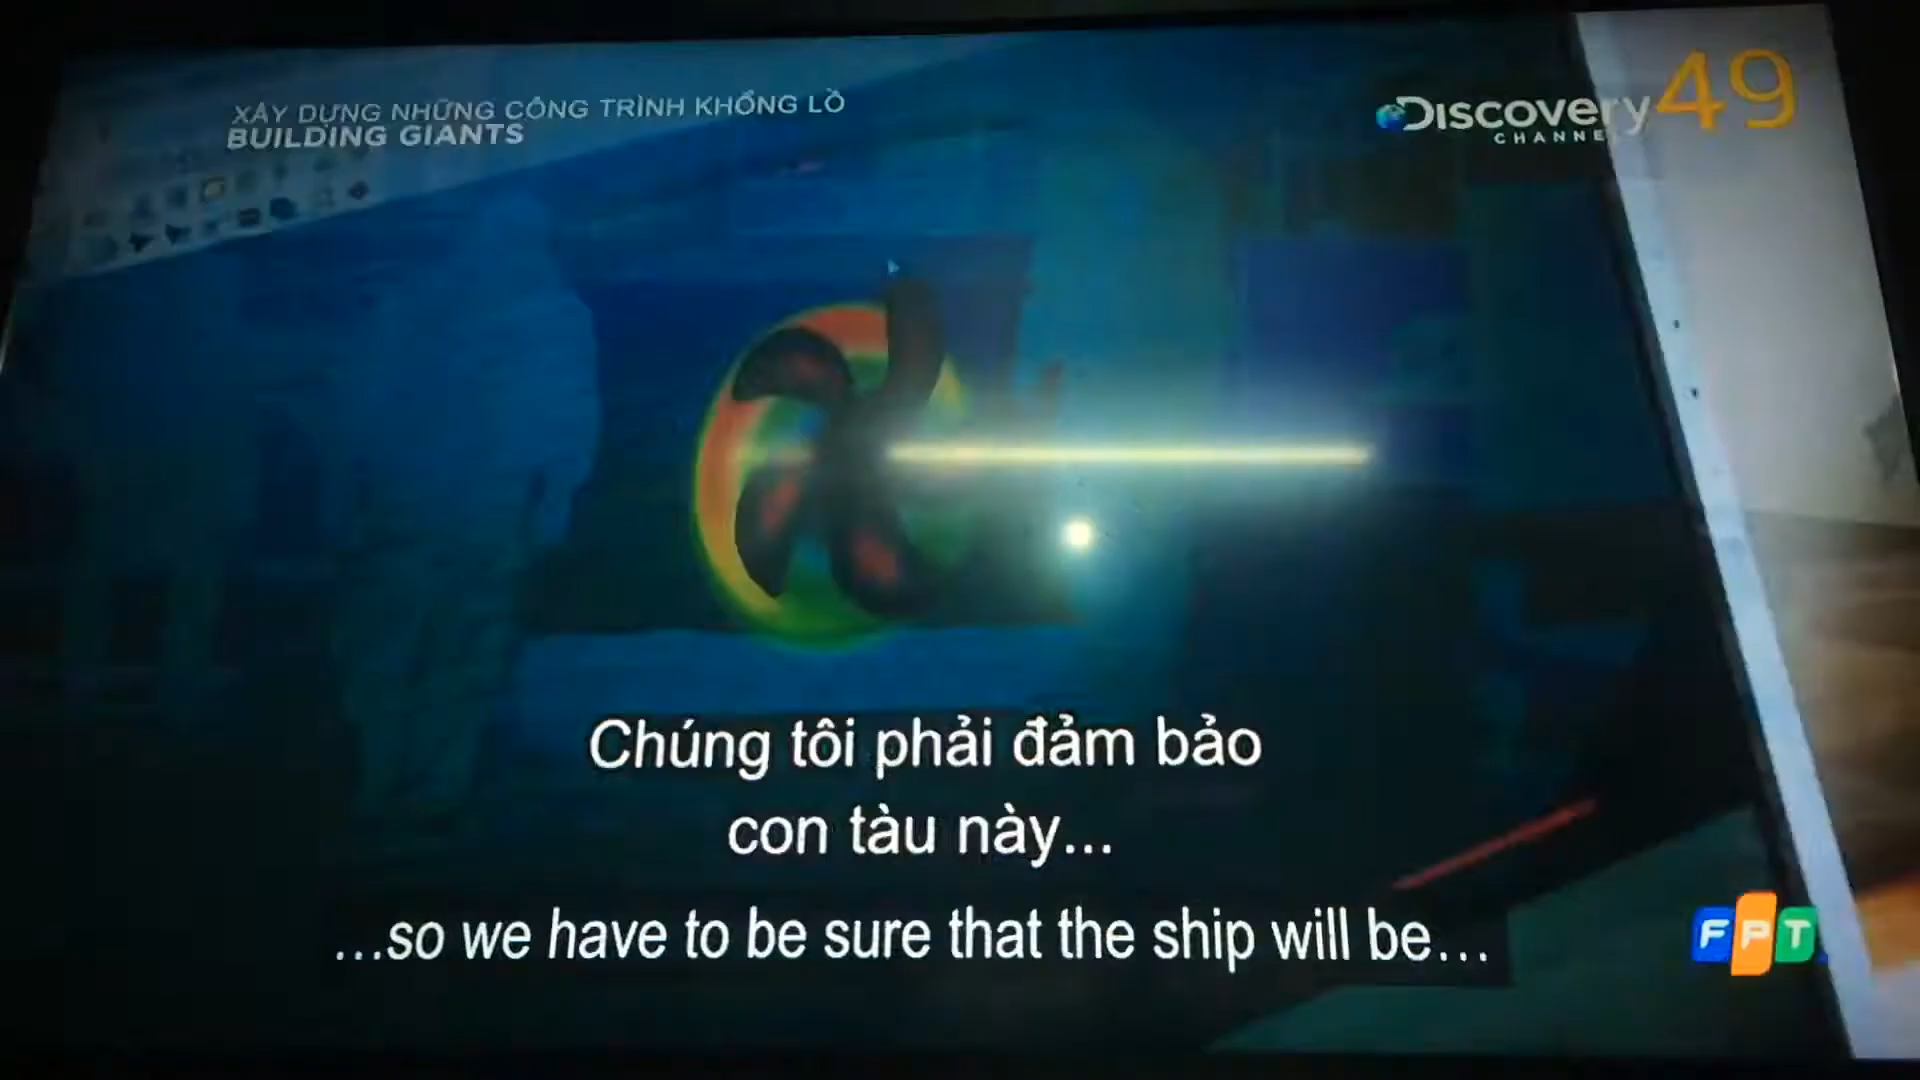 XÂY DỰNG NHỮNG CÔNG TRÌNH KHỔNG LỒ
BUILDING GIANTS
Discovery
CHANNEL
49
Chúng tôi phải đảm bảo
con tàu này...
...so we have to be sure that the ship will be...
FPT